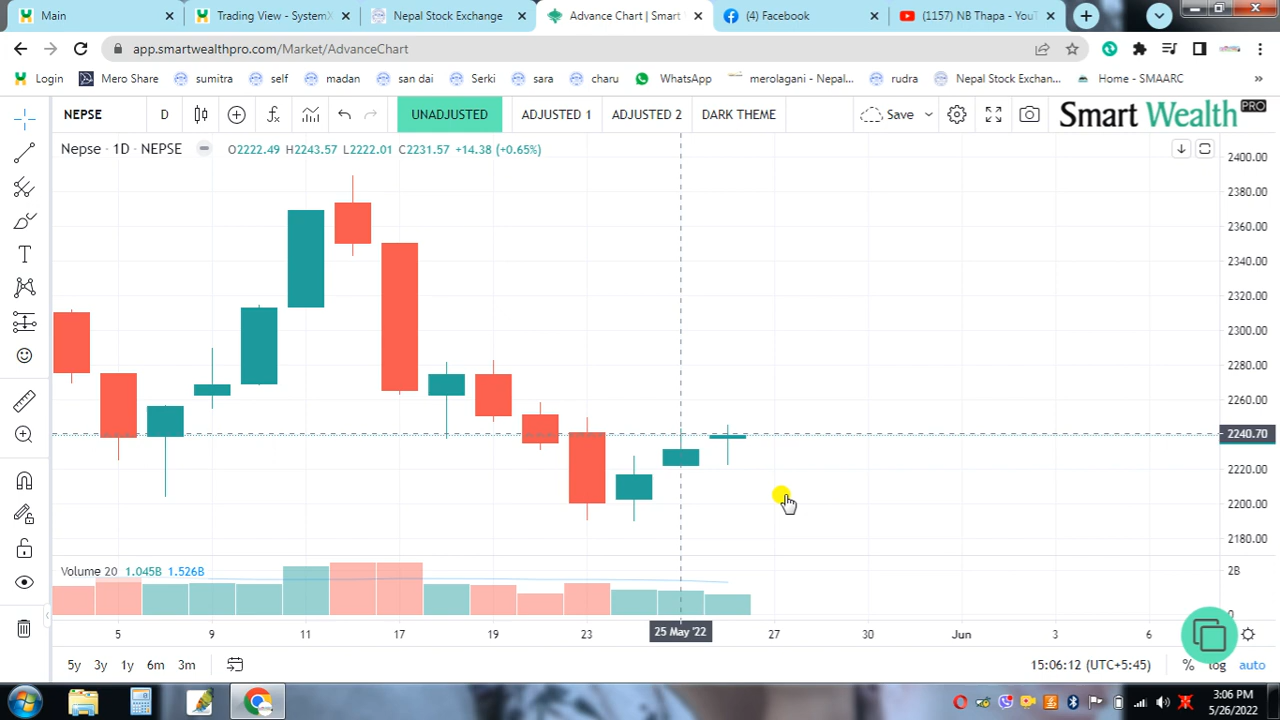 Main
Trading View - SystemX
Nepal Stock Exchange
Advance Chart | Smart
(4) Facebook
(1157) NB Thapa - YouT
app.smartwealthpro.com/Market/AdvanceChart
Login
Mero Share
sumitra
self
madan
san dai
Serki
sara
charu
WhatsApp
merolagani - Nepal...
rudra
Nepal Stock Exchan...
Home - SMAARC
»
NEPSE
D
UNADJUSTED
ADJUSTED 1
ADJUSTED 2
DARK THEME
Save
Smart Wealth PRO
Nepse · 1D · NEPSE
O2222.49 H2243.57 L2222.01 C2231.57 +14.38 (+0.65%)
2400.00
2380.00
2360.00
2340.00
2320.00
2300.00
2280.00
2260.00
2240.70
2220.00
2200.00
2180.00
Volume 20 1.045B 1.526B
2B
0
5
9
11
17
19
23
25 May '22
27
30
Jun
3
6
5y
3y
1y
6m
3m
15:06:12 (UTC+5:45)
%
log
auto
3:06 PM
5/26/2022